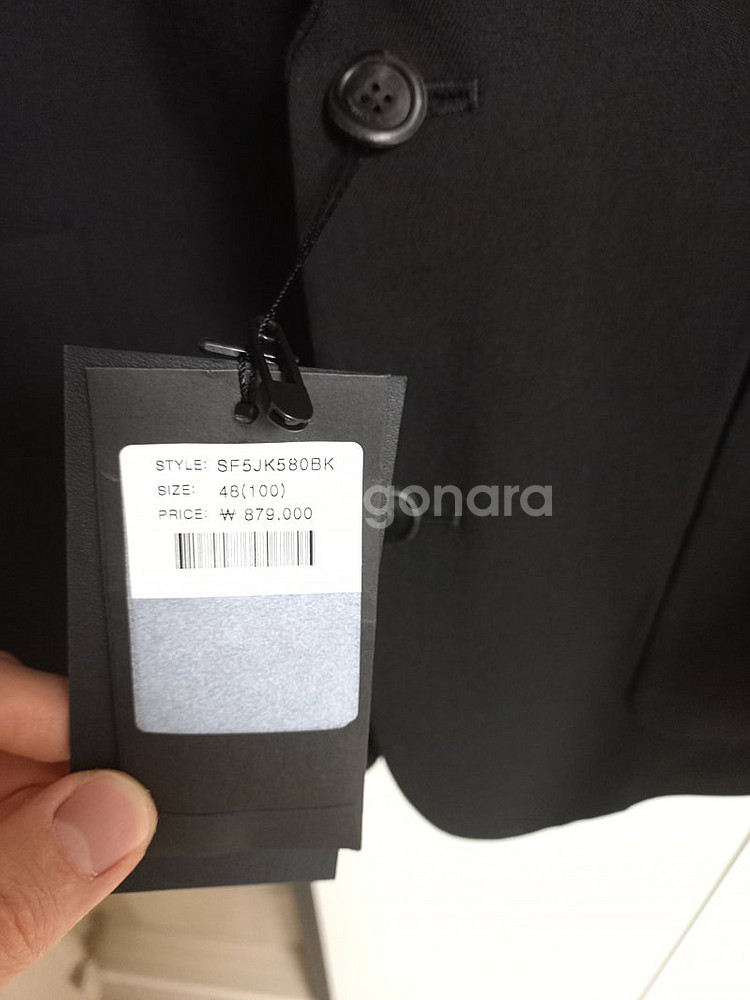 STYLE: SF5JK580BK
SIZE: 48(100)
PRICE: ₩ 879.000
gonara